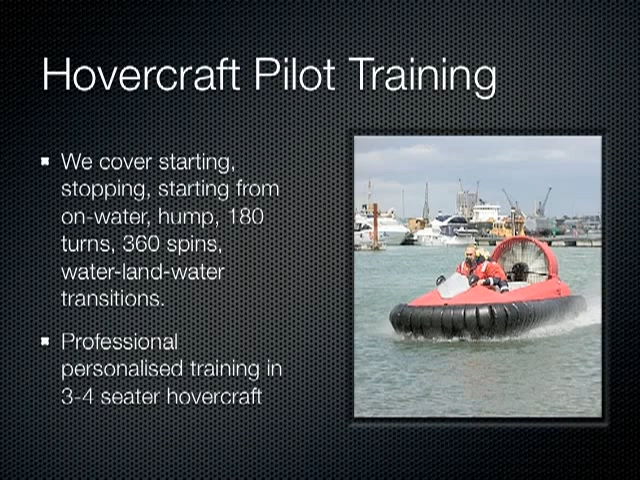 Hovercraft Pilot Training
We cover starting,
stopping, starting from
on-water, hump, 180
turns, 360 spins,
water-land-water
transitions.
Professional
personalised training in
3-4 seater hovercraft